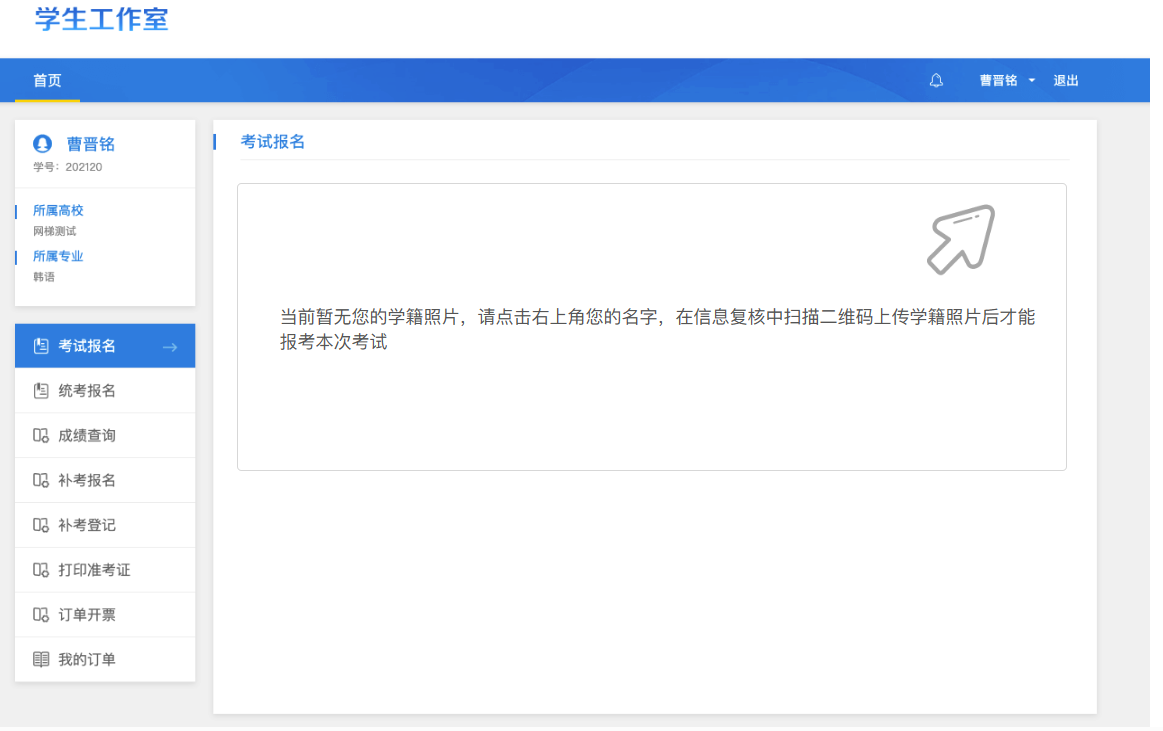 学生工作室
首页
曹晋铭 退出
曹晋铭
学号：202120
所属高校
网梯测试
所属专业
韩语
考试报名
统考报名
成绩查询
补考报名
补考登记
打印准考证
订单开票
我的订单
考试报名
当前暂无您的学籍照片，请点击右上角您的名字，在信息复核中扫描二维码上传学籍照片后才能
报考本次考试